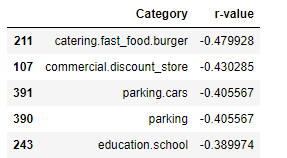 Category r-value
211 catering.fast_food.burger -0.479928
107 commercial.discount_store -0.430285
391 parking.cars -0.405567
390 parking -0.405567
243 education.school -0.389974